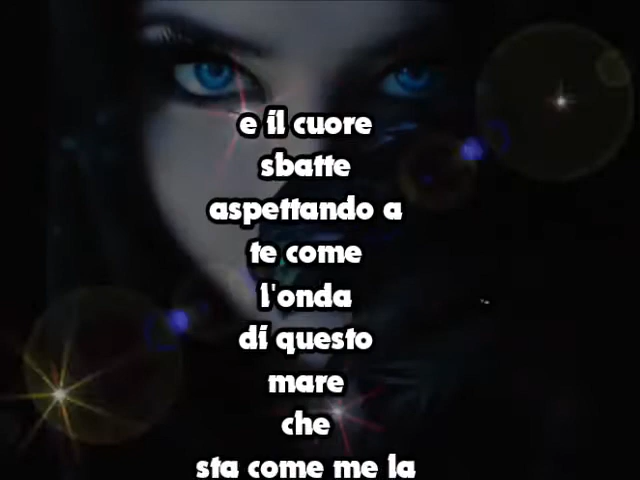 e il cuore
sbatte
aspettando a
te come
l'onda
di questo
mare
che
sta come me la